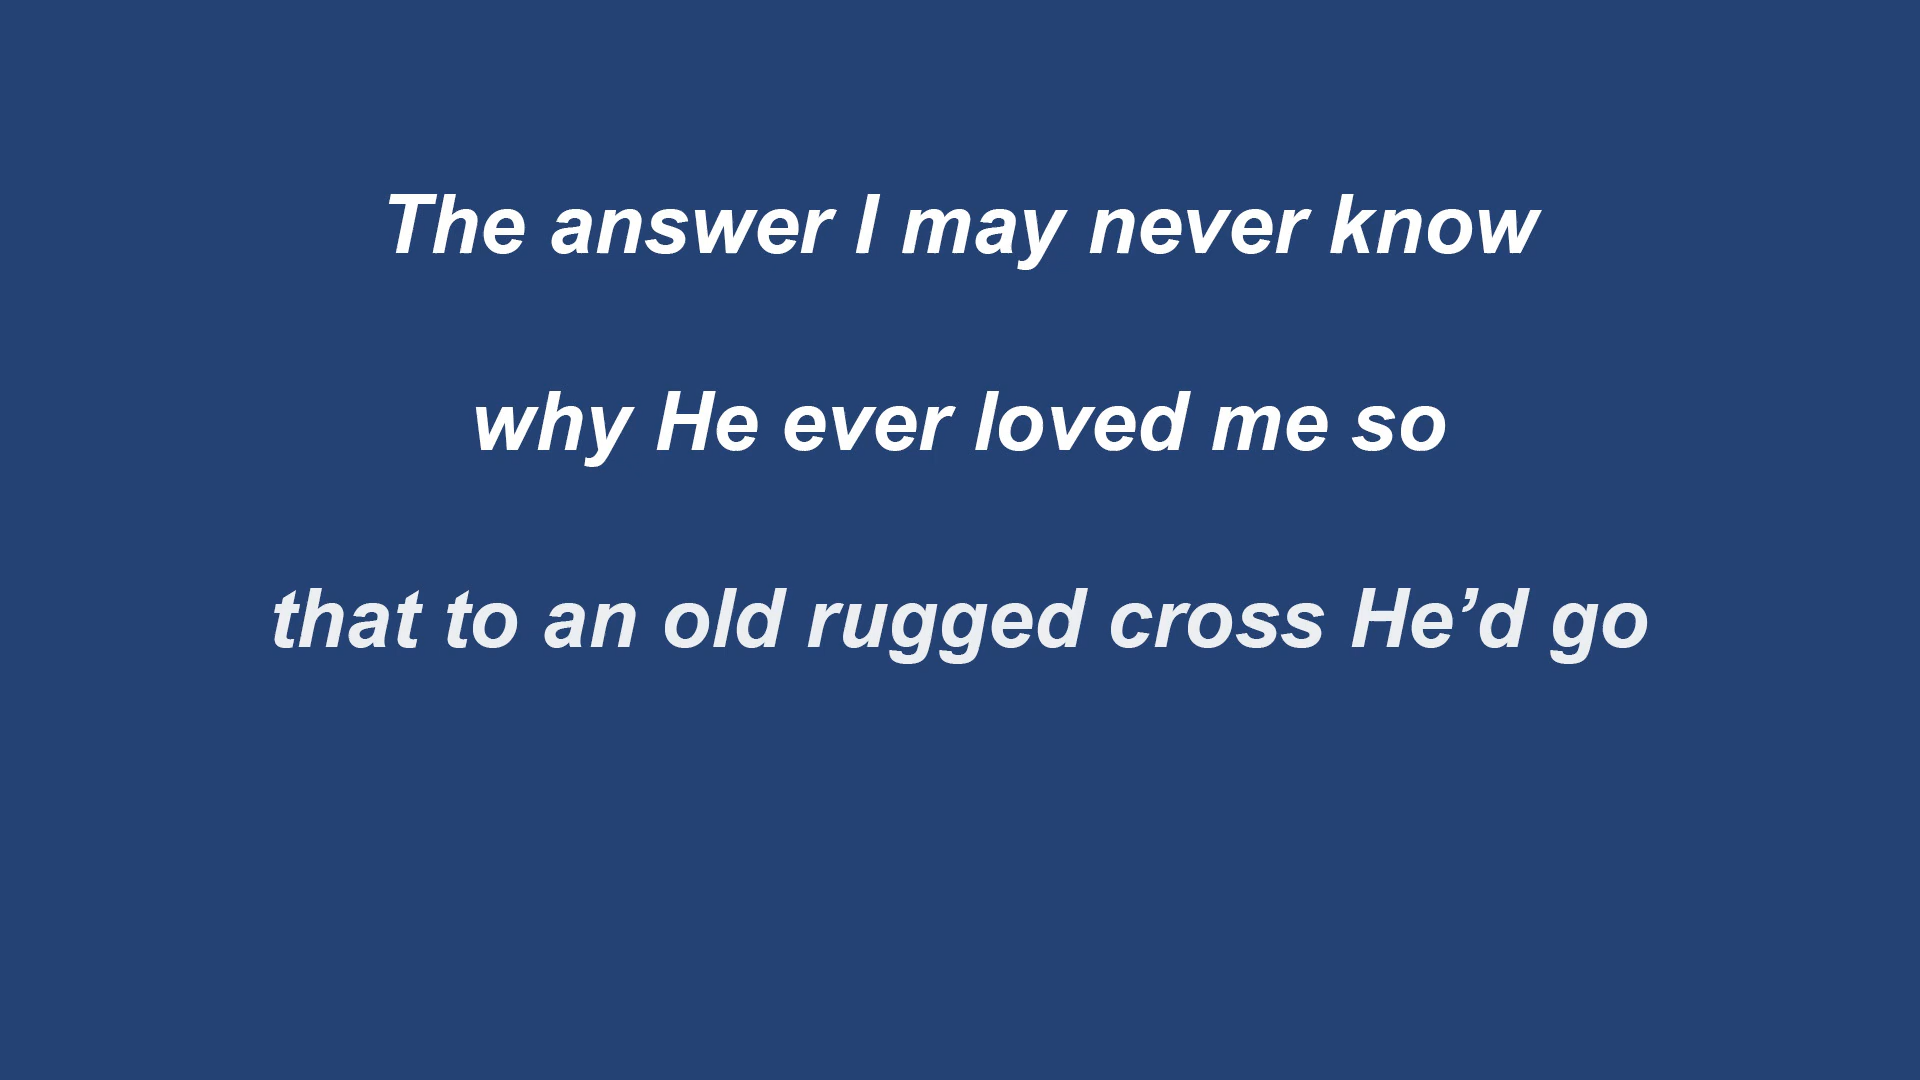 The answer I may never know
why He ever loved me so
that to an old rugged cross He’d go